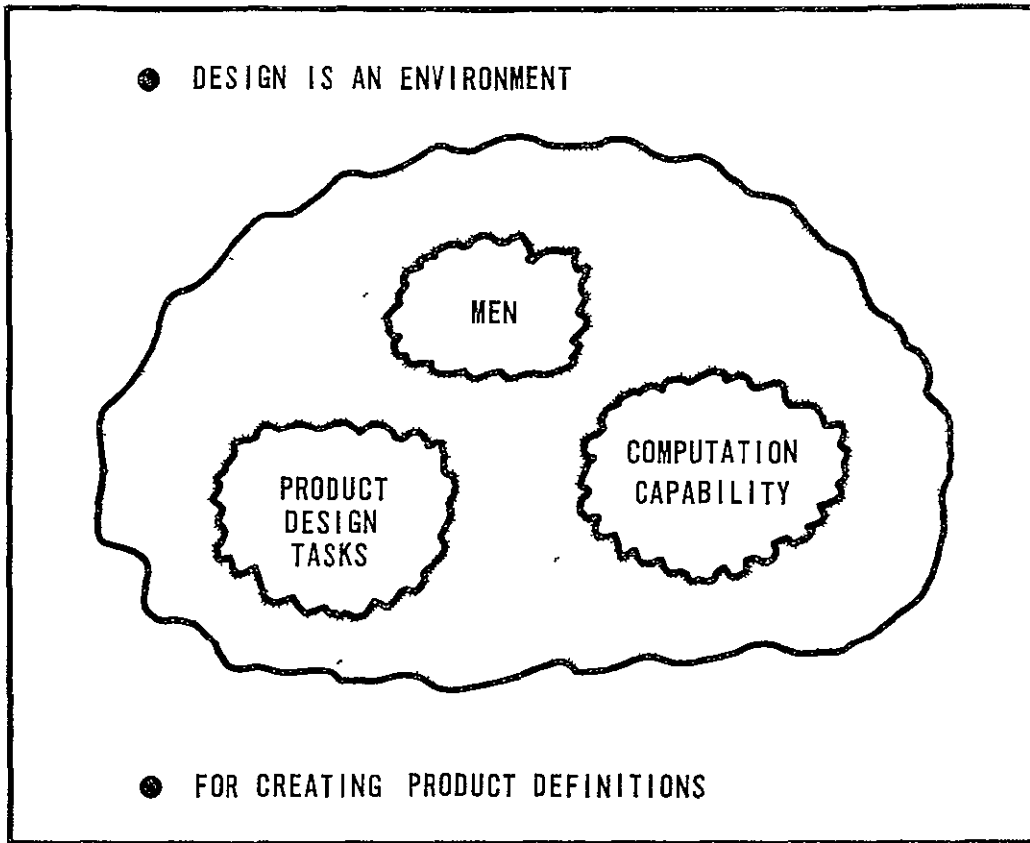 ● DESIGN IS AN ENVIRONMENT
MEN
COMPUTATION
CAPABILITY
PRODUCT
DESIGN
TASKS
● FOR CREATING PRODUCT DEFINITIONS